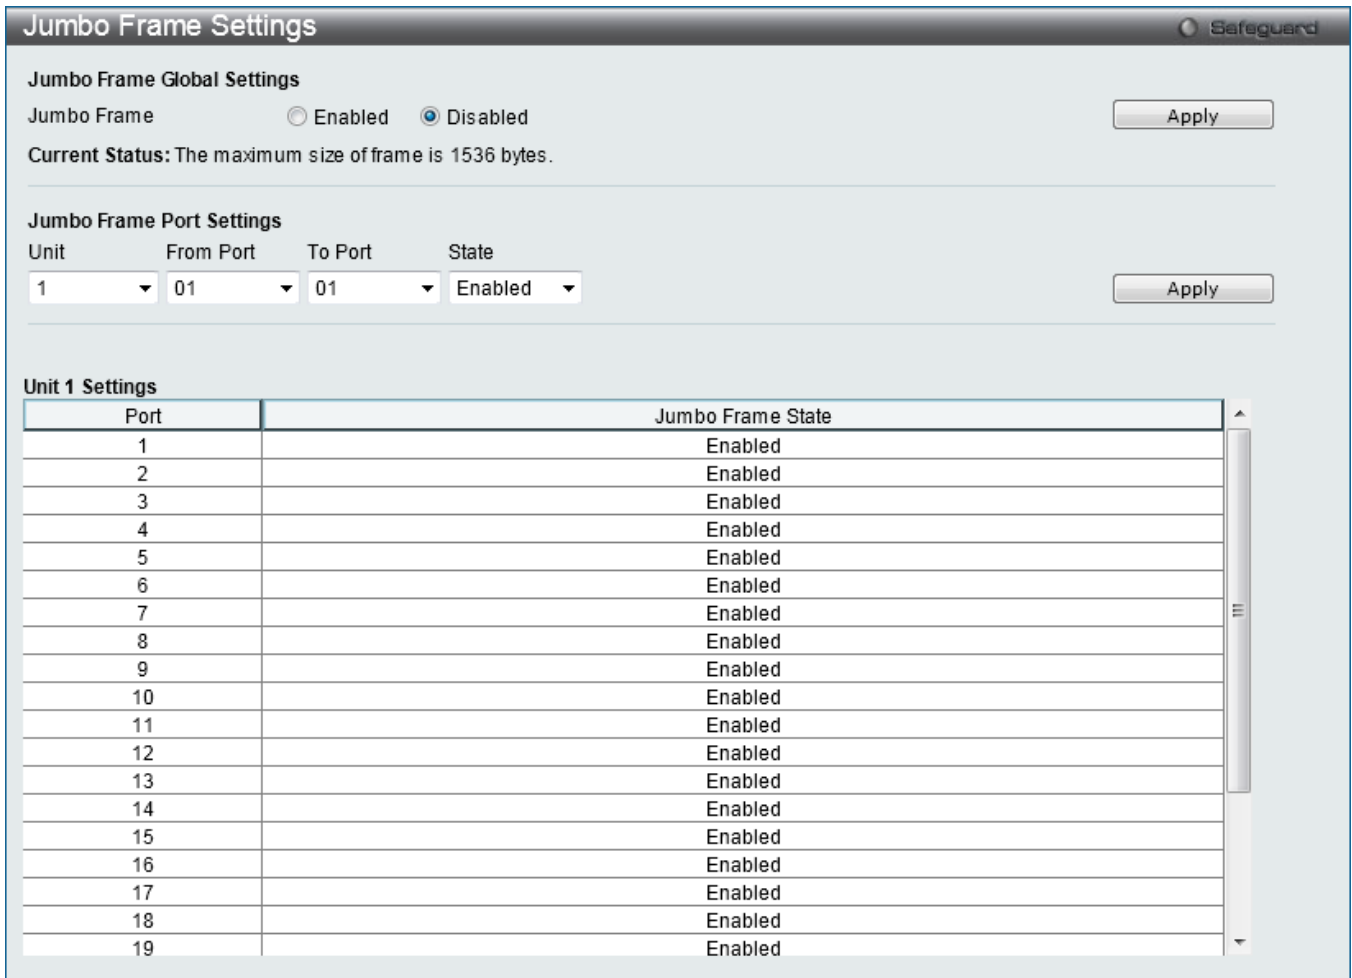 Jumbo Frame Settings
Safeguard
Jumbo Frame Global Settings
Jumbo Frame Enabled Disabled Apply
Current Status: The maximum size of frame is 1536 bytes.
Jumbo Frame Port Settings
Unit From Port To Port State
1 01 01 Enabled Apply
Unit 1 Settings
Port Jumbo Frame State
1 Enabled
2 Enabled
3 Enabled
4 Enabled
5 Enabled
6 Enabled
7 Enabled
8 Enabled
9 Enabled
10 Enabled
11 Enabled
12 Enabled
13 Enabled
14 Enabled
15 Enabled
16 Enabled
17 Enabled
18 Enabled
19 Enabled